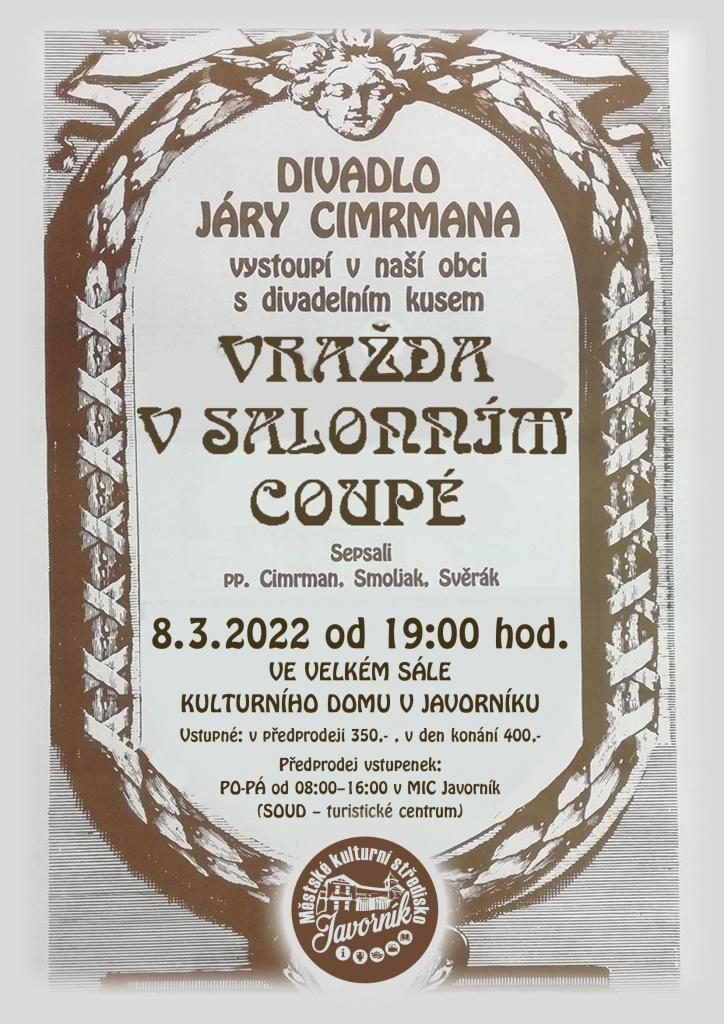 DIVADLO
JÁRY CIMRMANA
vystoupí v naší obci
s divadelním kusem
VRAŽDA
V SALONNÍM
COUPÉ
Sepsali
pp. Cimrman, Smoljak, Svěrák
8.3.2022 od 19:00 hod.
VE VELKÉM SÁLE
KULTURNÍHO DOMU V JAVORNÍKU
Vstupné: v předprodeji 350,- , v den konání 400,-
Předprodej vstupenek:
PO-PÁ od 08:00–16:00 v MIC Javorník
(SOUD – turistické centrum)
Městské kulturní středisko
Javorník